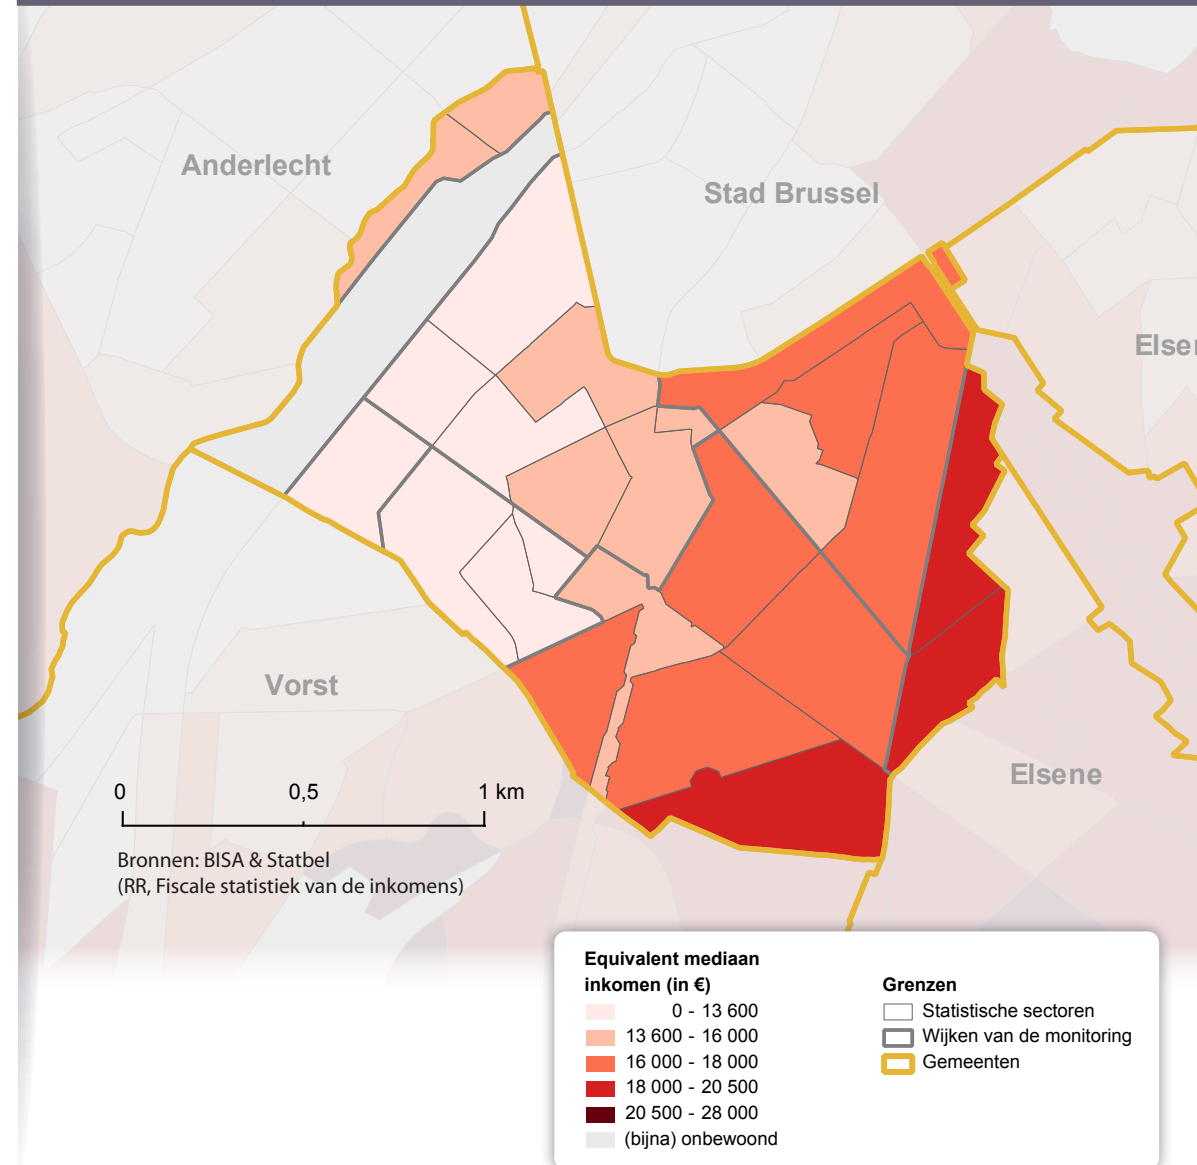 Anderlecht
Stad Brussel
Vorst
Elsene
0 0,5 1 km
Bronnen: BISA & Statbel
(RR, Fiscale statistiek van de inkomens)
Equivalent mediaan
inkomen (in €)
0 - 13 600
13 600 - 16 000
16 000 - 18 000
18 000 - 20 500
20 500 - 28 000
(bijna) onbewoond
Grenzen
Statistische sectoren
Wijken van de monitoring
Gemeenten